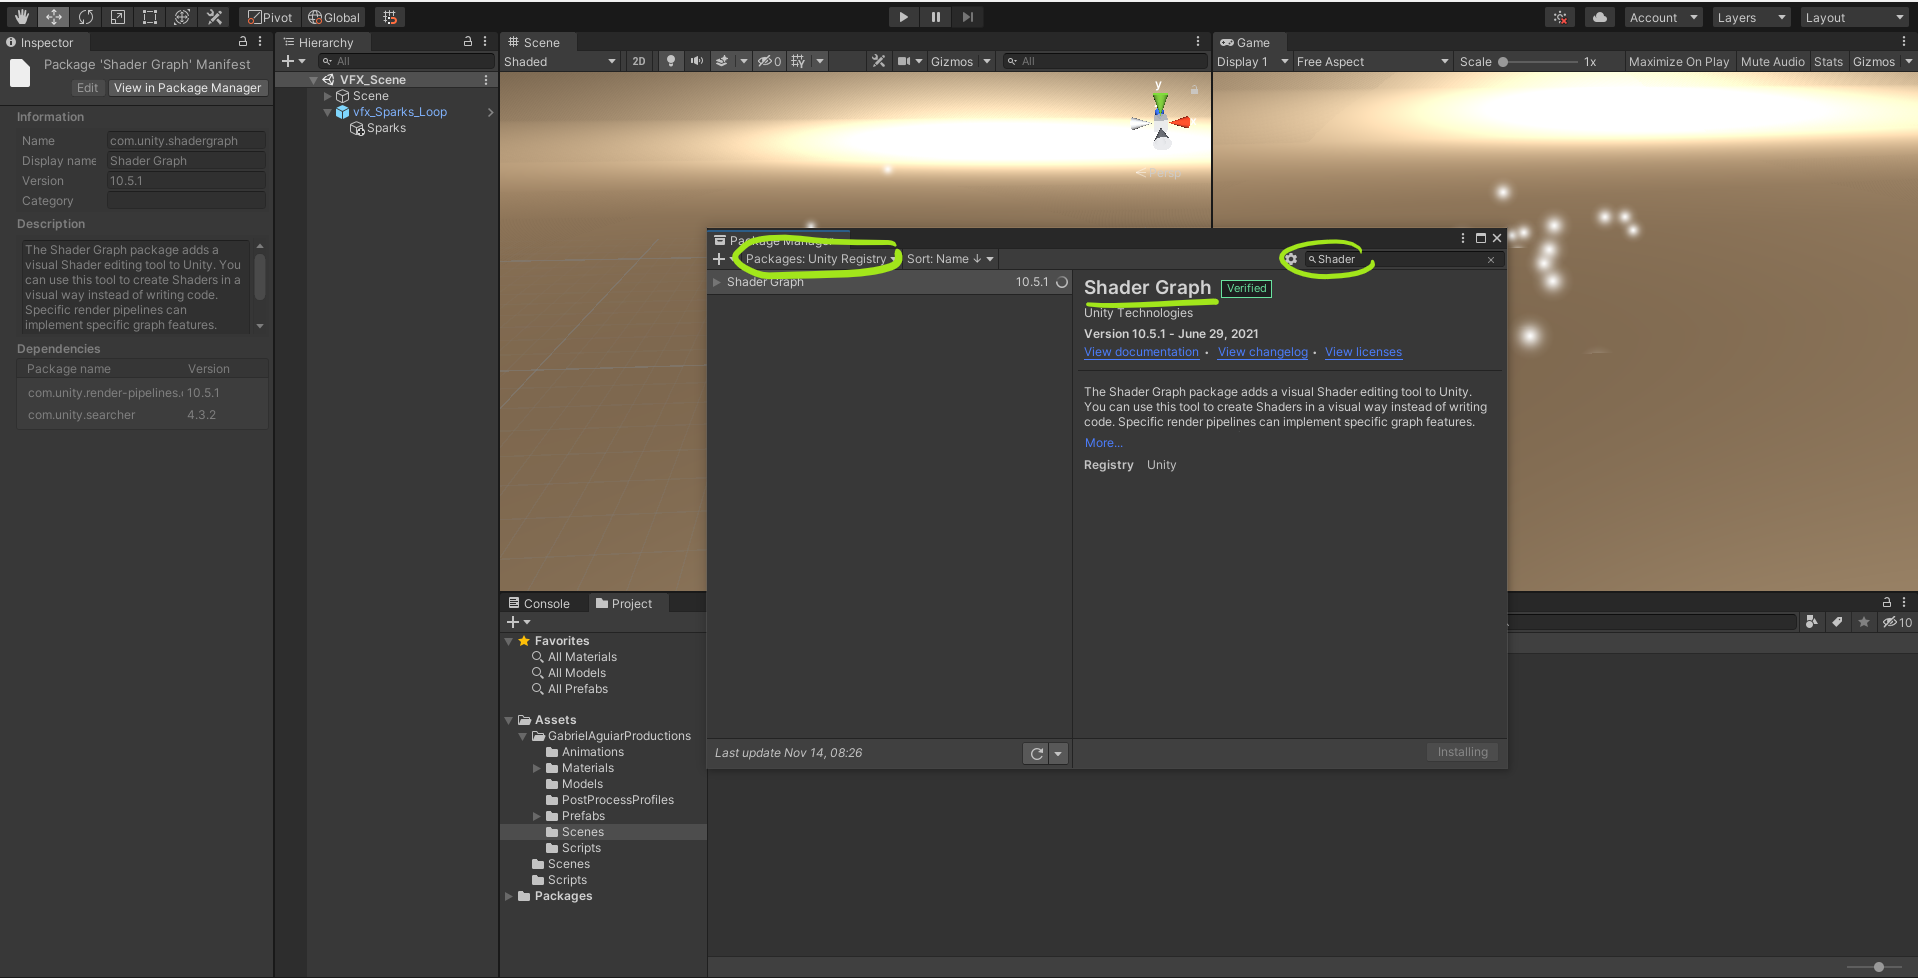 Pivot
Global
Account
Layers
Layout
Inspector
Package 'Shader Graph' Manifest
Edit
View in Package Manager
Information
Name
com.unity.shadergraph
Display name
Shader Graph
Version
10.5.1
Category
Description
The Shader Graph package adds a
visual Shader editing tool to Unity. You
can use this tool to create Shaders in a
visual way instead of writing code.
Specific render pipelines can
implement specific graph features.
Dependencies
Package name Version
com.unity.render-pipelines. 10.5.1
com.unity.searcher 4.3.2
Hierarchy
All
VFX_Scene
Scene
vfx_Sparks_Loop
Sparks
Scene
Shaded
2D
0
Gizmos
All
y
Persp
Game
Display 1
Free Aspect
Scale
1x
Maximize On Play
Mute Audio
Stats
Gizmos
Package Manager
Packages: Unity Registry
Sort: Name ↓
Shader
Shader Graph 10.5.1
Shader Graph
Verified
Unity Technologies
Version 10.5.1 - June 29, 2021
View documentation • View changelog • View licenses
The Shader Graph package adds a visual Shader editing tool to Unity.
You can use this tool to create Shaders in a visual way instead of writing
code. Specific render pipelines can implement specific graph features.
More...
Registry Unity
Last update Nov 14, 08:26
Installing
Console
Project
10
Favorites
All Materials
All Models
All Prefabs
Assets
GabrielAguiarProductions
Animations
Materials
Models
PostProcessProfiles
Prefabs
Scenes
Scripts
Scenes
Scripts
Packages